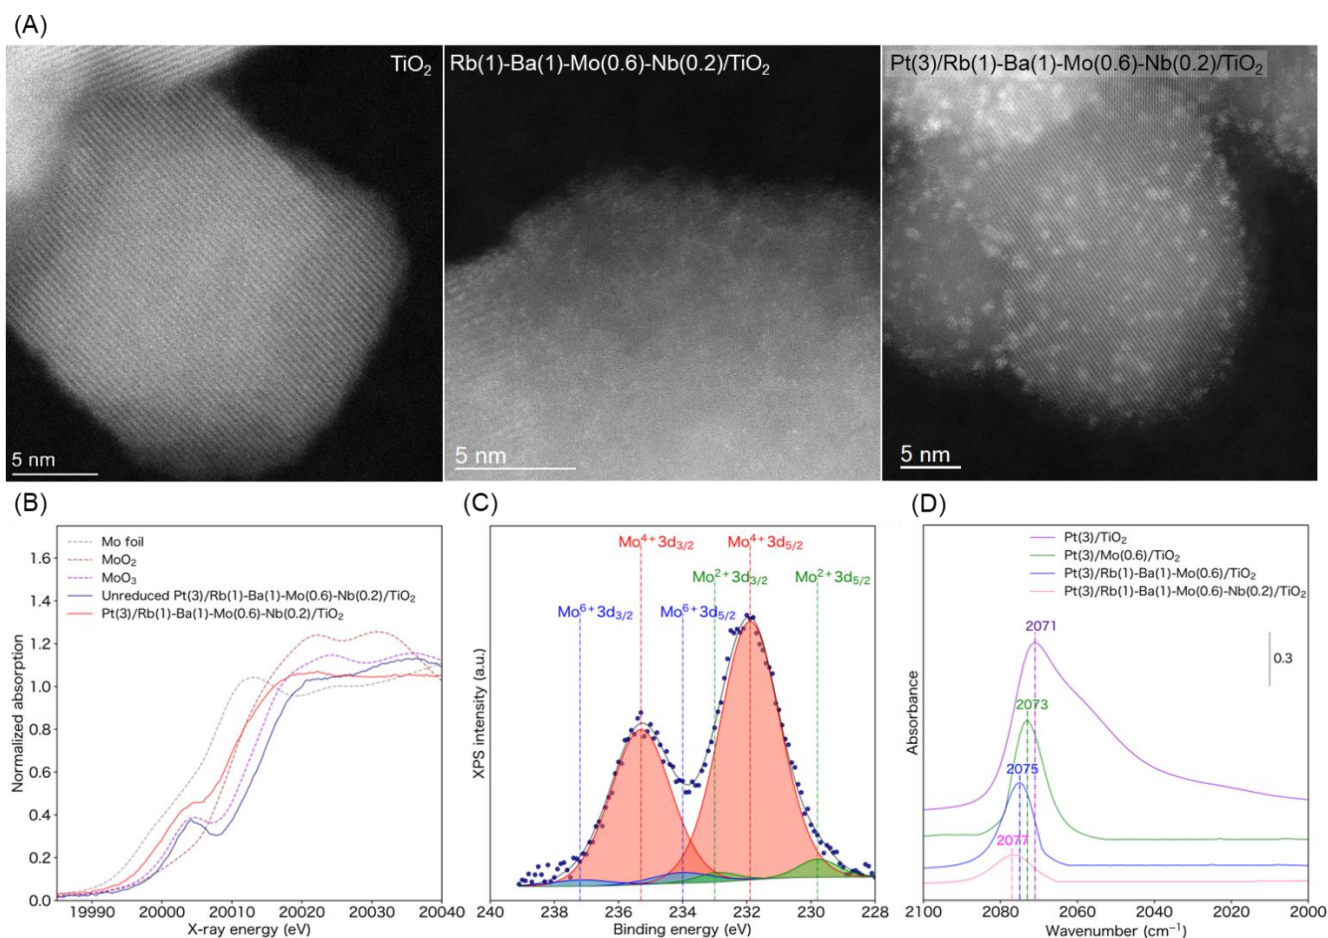 (A)
TiO₂
Rb(1)-Ba(1)-Mo(0.6)-Nb(0.2)/TiO₂
Pt(3)/Rb(1)-Ba(1)-Mo(0.6)-Nb(0.2)/TiO₂
5 nm
5 nm
5 nm
(B)
Mo foil
MoO₂
MoO₃
Unreduced Pt(3)/Rb(1)-Ba(1)-Mo(0.6)-Nb(0.2)/TiO₂
Pt(3)/Rb(1)-Ba(1)-Mo(0.6)-Nb(0.2)/TiO₂
Normalized absorption
1.6
1.4
1.2
1.0
0.8
0.6
0.4
0.2
0.0
19990 20000 20010 20020 20030 20040
X-ray energy (eV)
(C)
Mo⁴⁺3d₃/₂ Mo⁴⁺3d₅/₂
Mo²⁺3d₃/₂ Mo²⁺3d₅/₂
Mo⁶⁺3d₃/₂ Mo⁶⁺3d₅/₂
XPS intensity (a.u.)
240 238 236 234 232 230 228
Binding energy (eV)
(D)
Pt(3)/TiO₂
Pt(3)/Mo(0.6)/TiO₂
Pt(3)/Rb(1)-Ba(1)-Mo(0.6)/TiO₂
Pt(3)/Rb(1)-Ba(1)-Mo(0.6)-Nb(0.2)/TiO₂
2071
0.3
2073
2075
2077
Absorbance
2100 2080 2060 2040 2020 2000
Wavenumber (cm⁻¹)